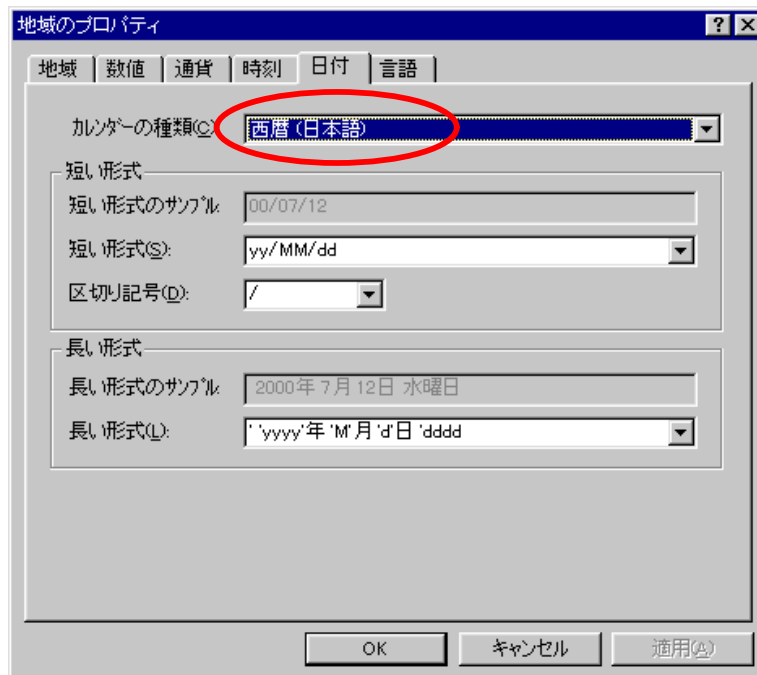 地域のプロパティ
地域 数値 通貨 時刻 日付 言語
カレンダーの種類(C): 西暦 (日本語)
短い形式
短い形式のサンプル: 00/07/12
短い形式(S): yy/MM/dd
区切り記号(D): /
長い形式
長い形式のサンプル: 2000年 7月 12日 水曜日
長い形式(L): ' 'yyyy'年 'M'月 'd'日 'dddd
OK キャンセル 適用(A)